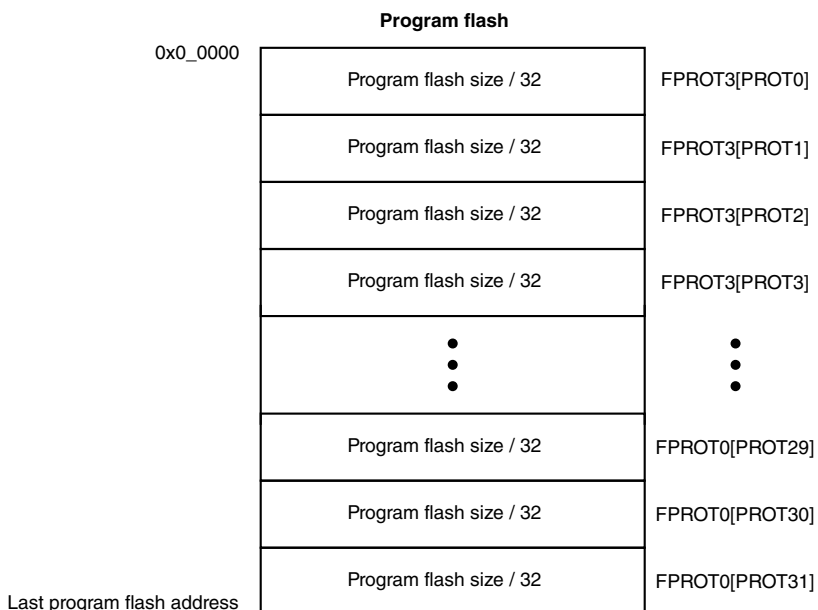 Program flash
0x0_0000
Program flash size / 32 FPROT3[PROT0]
Program flash size / 32 FPROT3[PROT1]
Program flash size / 32 FPROT3[PROT2]
Program flash size / 32 FPROT3[PROT3]
Program flash size / 32 FPROT0[PROT29]
Program flash size / 32 FPROT0[PROT30]
Program flash size / 32 FPROT0[PROT31]
Last program flash address